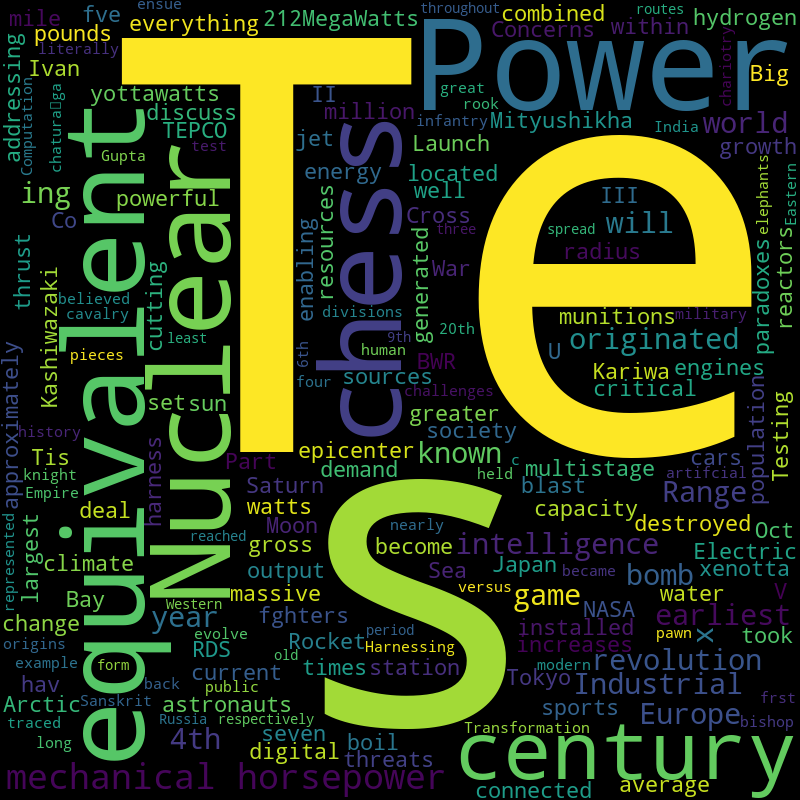 ensue
throughout
routes
mile
fve
everything
212MegaWatts
combined
hydrogen
literally
pounds
Power
Concerns
within
Te
Ivan
great
Big
chariotry
yottawatts
II
million
rook
addressing
Computation
chaturaga
discuss
infantry
Mityushikha
India
world
TEPCO
jet
chess
Launch
growth
test
Gupta
energy
located
equivalent
Nuclear
ing
powerful
resources
well
III
elephants
Eastern
Co
Cross
will
three
spread
thrust
enabling
generated
War
radius
paradoxes
reactors
Kashiwazaki
cutting
believed
cavalry
divisions
munitions
military
20th
9th
originated
least
6th
human
BWR
U
pieces
four
sources
Kariwa
engines
challenges
critical
approximately
set
sun
greater
society
history
epicenter
known
cars
population
Testing
Tis
harness
Part
demand
c
held
multistage
artifcial
knight
Empire
Saturn
blast
Range
deal
watts
capacity
s
nearly
destroyed
Oct
represented
largest
Moon
reached
gross
become
intelligence
Electric
climate
output
Sea
Japan
became
bomb
xenotta
Bay
Western
massive
versus
game
NASA
water
V
change
year
evolve
fghters
period
installed
earliest
x
pawn
took
origins
RDS
Rocket
Harnessing
increases
example
form
old
times
station
modern
revolution
hav
back
current
Tokyo
Industrial
frst
Arctic
Sanskrit
astronauts
public
sports
Europe
bishop
traced
4th
Russia
respectively
seven
Transformation
long
digital
boil
threats
century
mechanical
horsepower
connected
average